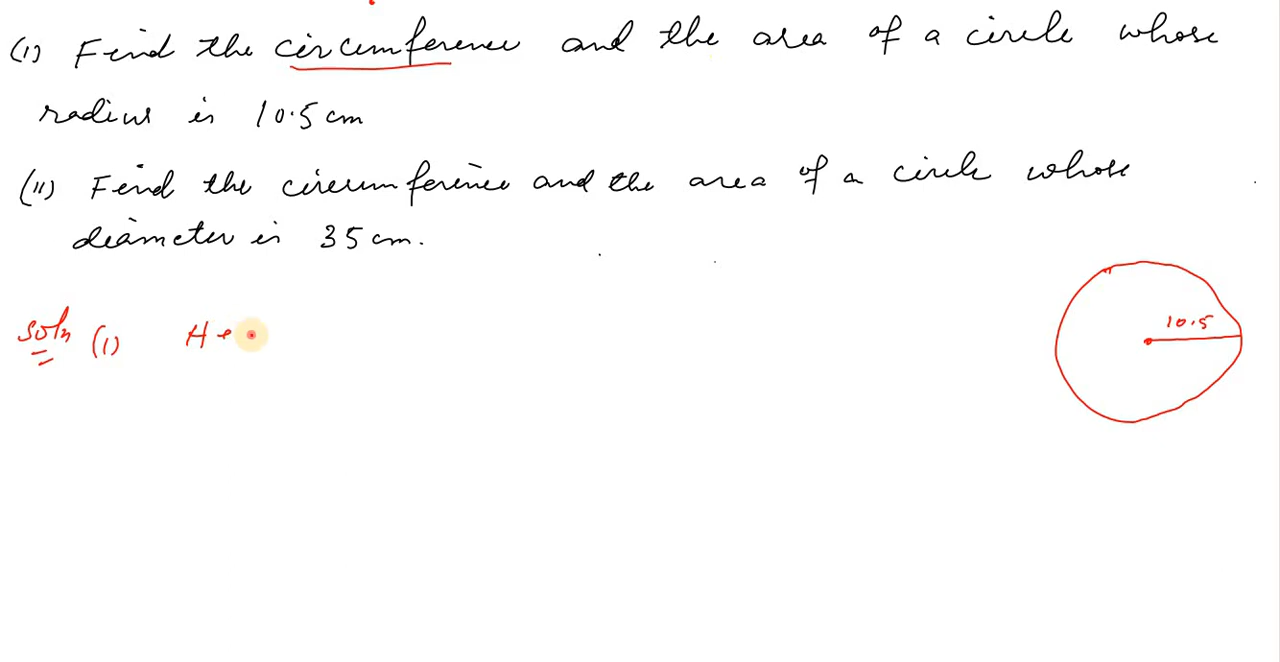 (i) Find the circumference and the area of a circle whose
radius is 10.5 cm
(ii) Find the circumference and the area of a circle whose
diameter is 35 cm.
10.5
Soln (i) He